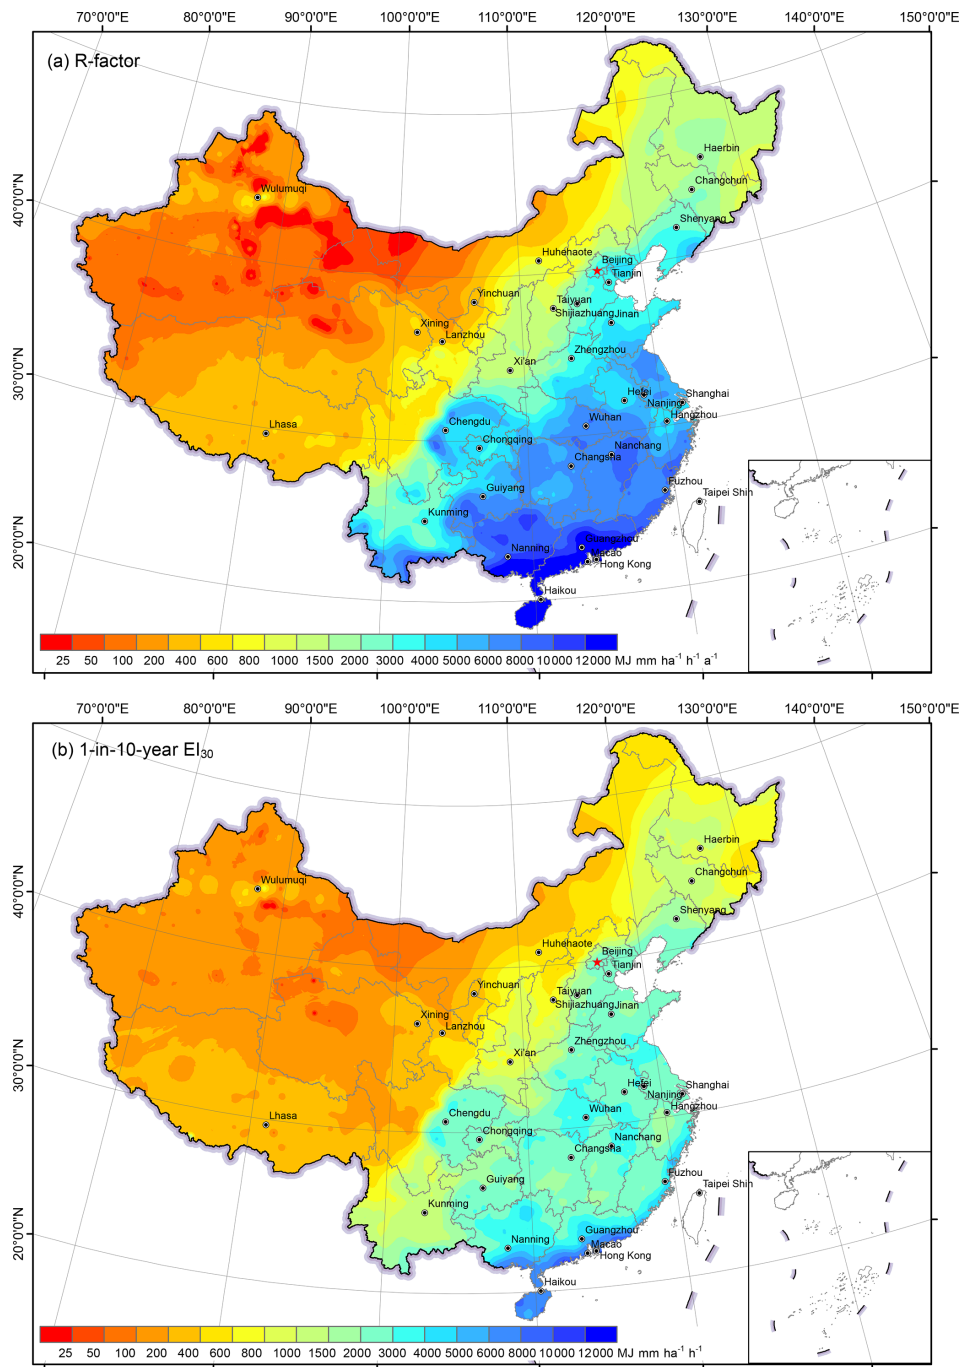 70°0'0"E 80°0'0"E 90°0'0"E 100°0'0"E 110°0'0"E 120°0'0"E 130°0'0"E 140°0'0"E 150°0'0"E
(a) R-factor
Haerbin
Changchun
Wulumuqi
40°0'0"N
Shenyang
Huhehaote
Beijing
Tianjin
Yinchuan
Taiyuan
Shijiazhuang
Jinan
Xining
Lanzhou
Zhengzhou
Xi'an
30°0'0"N
Hefei
Shanghai
Nanjing
Hangzhou
Lhasa
Chengdu
Wuhan
Chongqing
Nanchang
Changsha
Guiyang
Fuzhou
Taipei Shin
Kunming
20°0'0"N
Guangzhou
Nanning
Macao
Hong Kong
Haikou
25 50 100 200 400 600 800 1000 1500 2000 3000 4000 5000 6000 8000 10000 12000 MJ mm ha⁻¹ h⁻¹ a⁻¹
70°0'0"E 80°0'0"E 90°0'0"E 100°0'0"E 110°0'0"E 120°0'0"E 130°0'0"E 140°0'0"E 150°0'0"E
(b) 1-in-10-year EI₃₀
Haerbin
Changchun
Wulumuqi
40°0'0"N
Shenyang
Huhehaote
Beijing
Tianjin
Yinchuan
Taiyuan
Shijiazhuang
Jinan
Xining
Lanzhou
Zhengzhou
Xi'an
30°0'0"N
Hefei
Shanghai
Nanjing
Hangzhou
Lhasa
Chengdu
Wuhan
Chongqing
Nanchang
Changsha
Guiyang
Fuzhou
Taipei Shin
Kunming
20°0'0"N
Guangzhou
Nanning
Macao
Hong Kong
Haikou
25 50 100 200 400 600 800 1000 1500 2000 3000 4000 5000 6000 8000 10000 12000 MJ mm ha⁻¹ h⁻¹